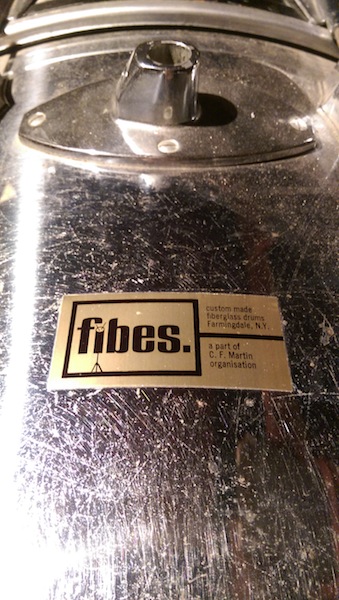 fibes.
custom made
fiberglass drums
Farmingdale, N.Y.
a part of
C. F. Martin
organisation